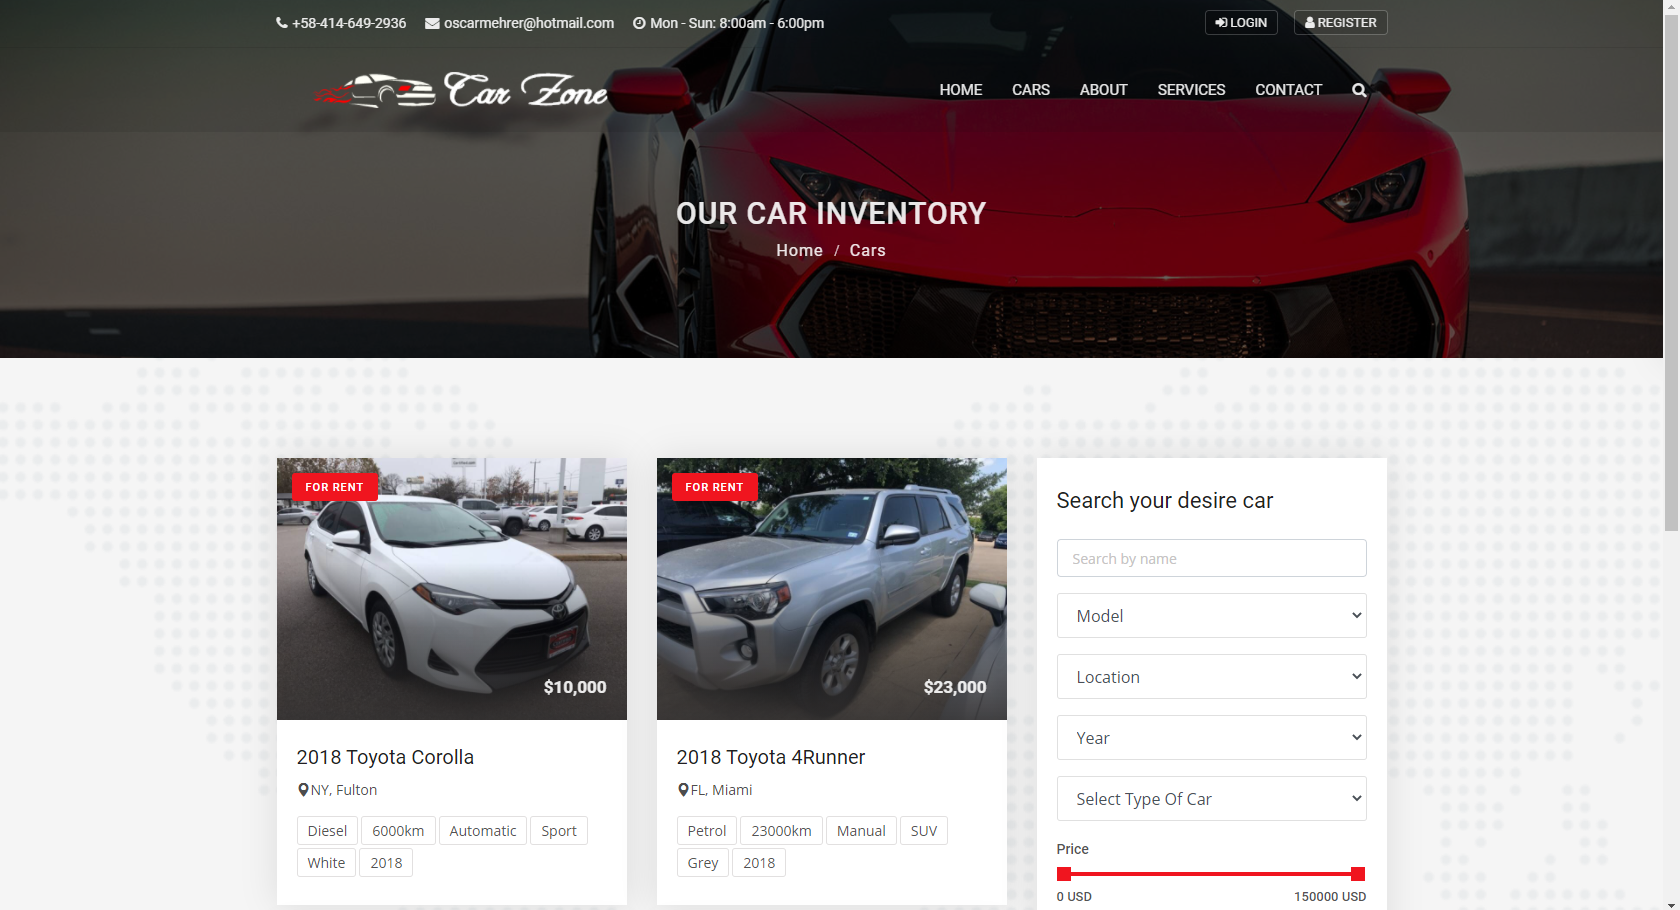 +58-414-649-2936 oscarmehrer@hotmail.com Mon - Sun: 8:00am - 6:00pm LOGIN REGISTER
Car Zone HOME CARS ABOUT SERVICES CONTACT
OUR CAR INVENTORY
Home / Cars
FOR RENT
$10,000
2018 Toyota Corolla
NY, Fulton
Diesel 6000km Automatic Sport
White 2018
FOR RENT
$23,000
2018 Toyota 4Runner
FL, Miami
Petrol 23000km Manual SUV
Grey 2018
Search your desire car
Search by name
Model
Location
Year
Select Type Of Car
Price
0 USD 150000 USD